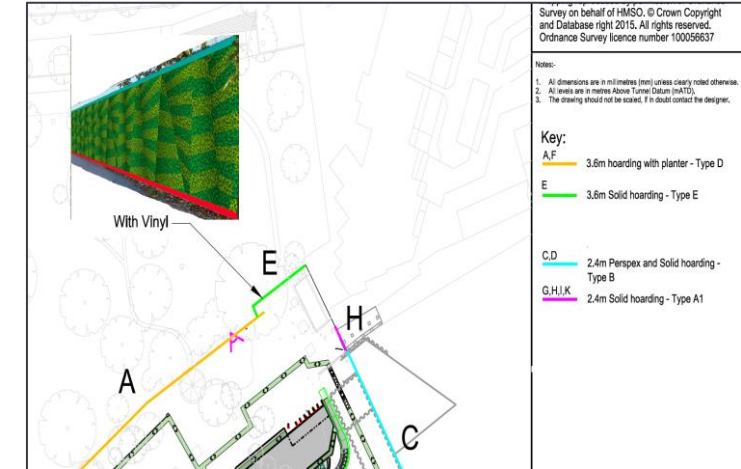 Survey on behalf of HMSO. © Crown Copyright
and Database right 2015. All rights reserved.
Ordnance Survey licence number 100056637
Notes:-
1. All dimensions are in millimetres (mm) unless clearly noted otherwise.
2. All levels are in metres Above Tunnel Datum (mATD).
3. The drawing should not be scaled, if in doubt contact the designer.
Key:
A,F
3.6m hoarding with planter - Type D
E
3.6m Solid hoarding - Type E
C,D
2.4m Perspex and Solid hoarding -
Type B
G,H,I,K
2.4m Solid hoarding - Type A1
With Vinyl
E
H
A
C